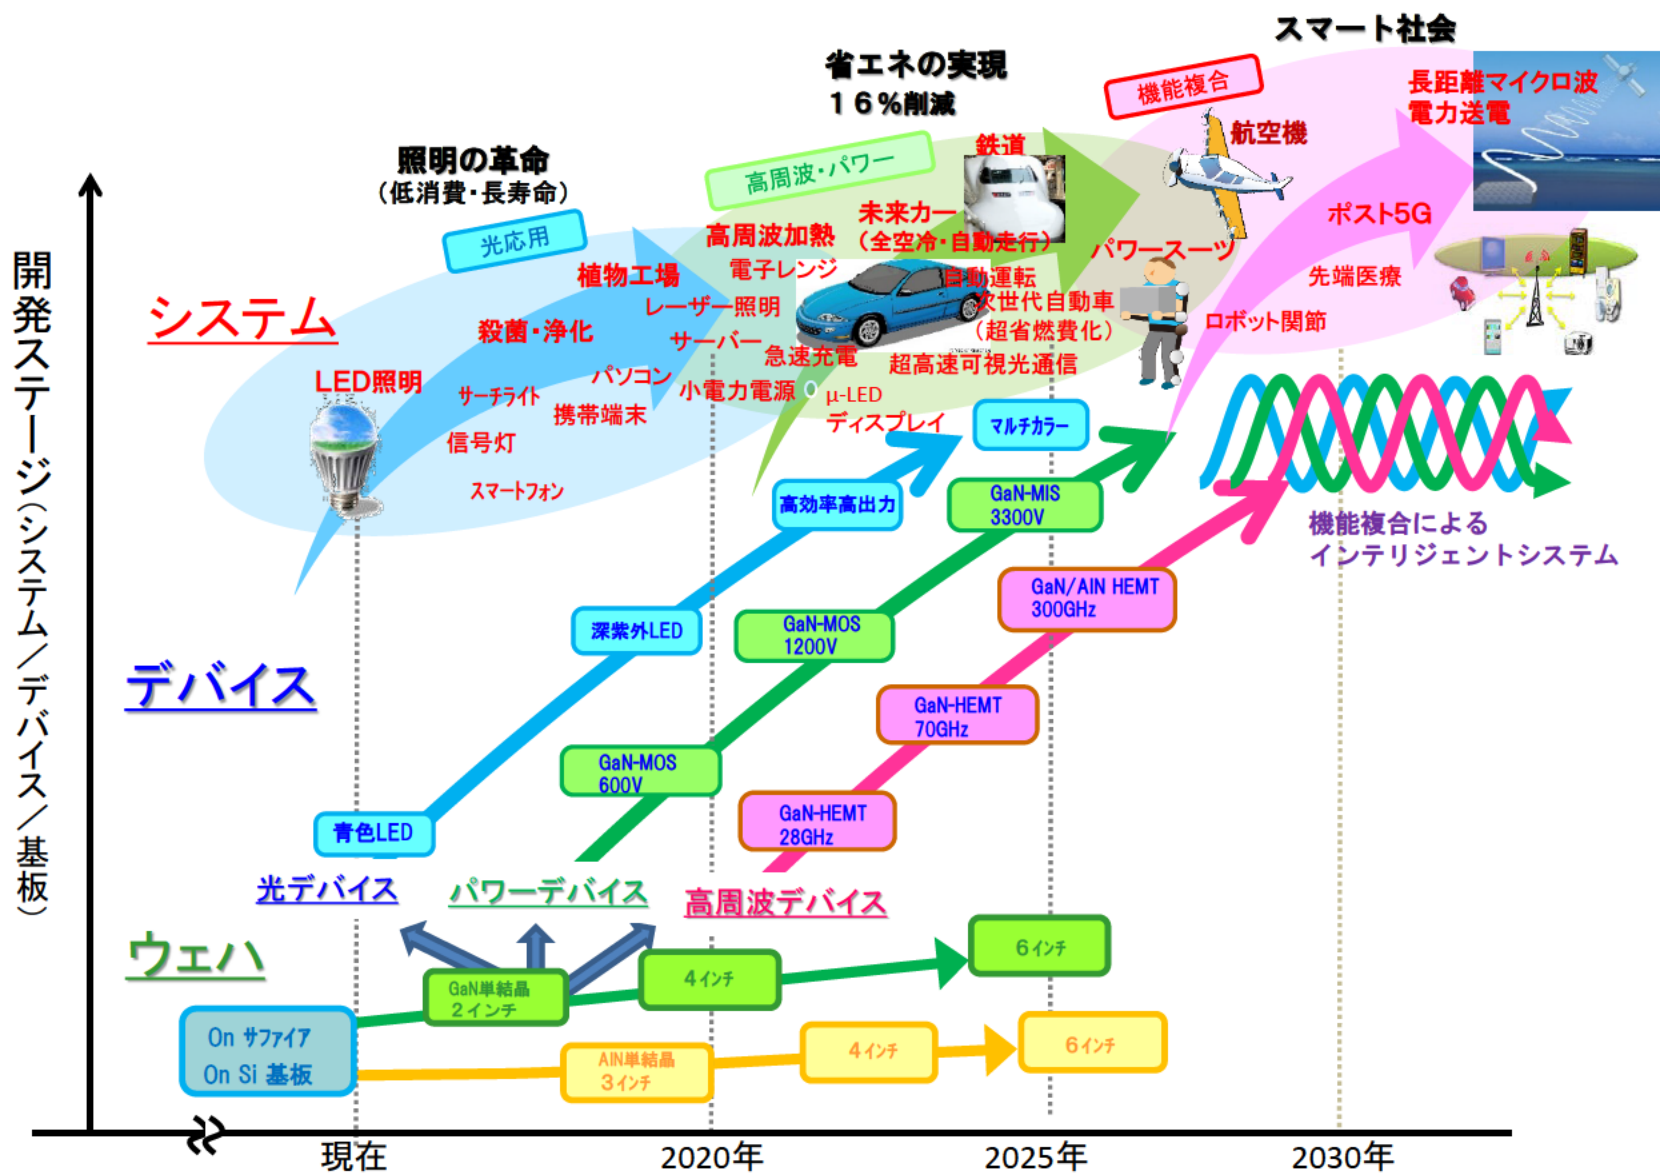 スマート社会
省エネの実現
１６%削減
機能複合
長距離マイクロ波
電力送電
航空機
鉄道
照明の革命
（低消費・長寿命）
高周波・パワー
光応用
未来カー
（全空冷・自動走行）
ポスト5G
高周波加熱
電子レンジ
植物工場
パワースーツ
自動運転
先端医療
レーザー照明
次世代自動車
（超省燃費化）
システム
殺菌・浄化
サーバー
ロボット関節
急速充電
超高速可視光通信
LED照明
パソコン
小電力電源
μ-LED
ディスプレイ
サーチライト
携帯端末
信号灯
スマートフォン
マルチカラー
高効率高出力
GaN-MIS
3300V
機能複合による
インテリジェントシステム
GaN/AlN HEMT
300GHz
深紫外LED
GaN-MOS
1200V
デバイス
GaN-HEMT
70GHz
GaN-MOS
600V
GaN-HEMT
28GHz
青色LED
光デバイス
パワーデバイス
高周波デバイス
ウェハ
GaN単結晶
２インチ
４インチ
６インチ
On サファイア
On Si 基板
AlN単結晶
３インチ
４インチ
６インチ
開発ステージ（システム／デバイス／基板）
現在
2020年
2025年
2030年